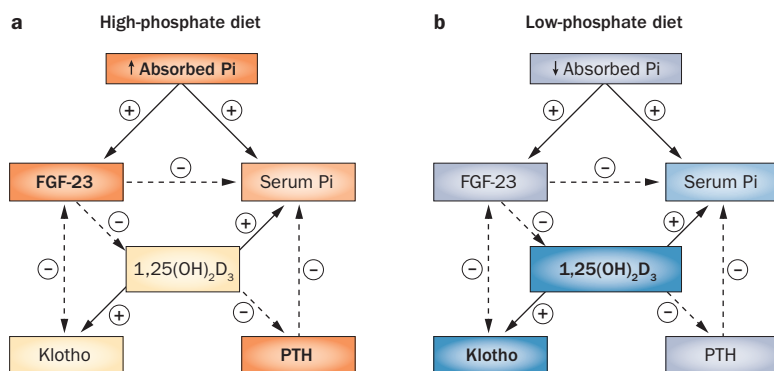 a High-phosphate diet
↑ Absorbed Pi
+ +
FGF-23 − Serum Pi
− +
− 1,25(OH)₂D₃ −
+ −
Klotho PTH
b Low-phosphate diet
↓ Absorbed Pi
+ +
FGF-23 − Serum Pi
− +
− 1,25(OH)₂D₃ −
+ −
Klotho PTH